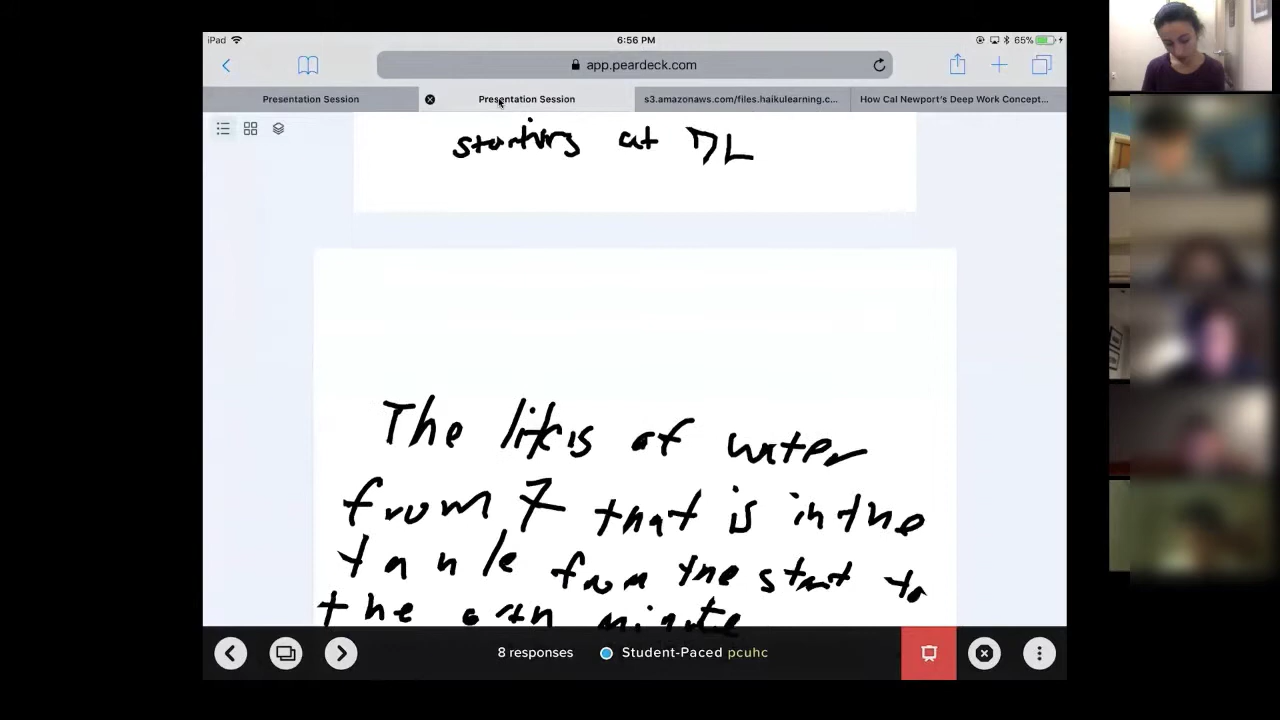 iPad 6:56 PM 65%
app.peardeck.com
Presentation Session Presentation Session s3.amazonaws.com/files.haikulearning.c... How Cal Newport's Deep Work Concept...
starting at 7L
The of water
from 7 that is in the
tank from the start to
the minute
8 responses Student-Paced pcuhc